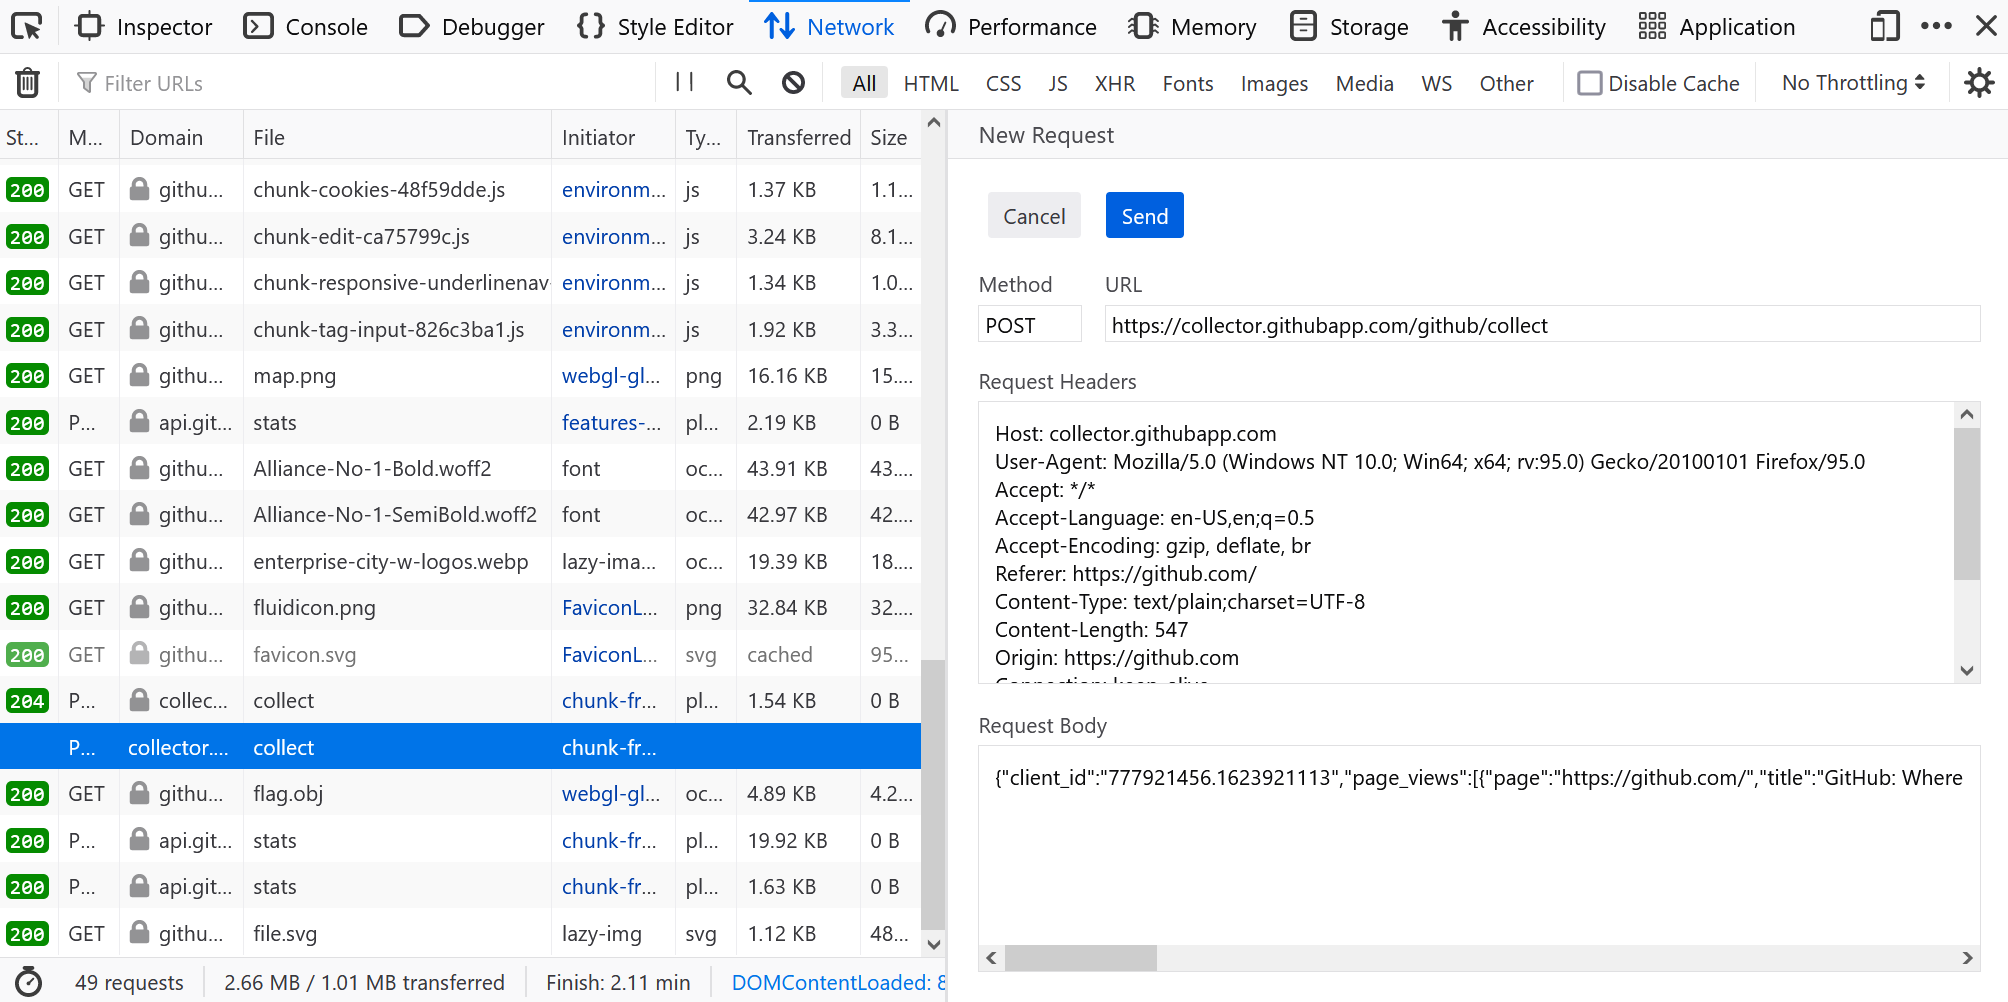 Inspector Console Debugger Style Editor Network Performance Memory Storage Accessibility Application
Filter URLs All HTML CSS JS XHR Fonts Images Media WS Other Disable Cache No Throttling
St... M... Domain File Initiator Ty... Transferred Size
200 GET githu... chunk-cookies-48f59dde.js environm... js 1.37 KB 1.1...
200 GET githu... chunk-edit-ca75799c.js environm... js 3.24 KB 8.1...
200 GET githu... chunk-responsive-underlinenav- environm... js 1.34 KB 1.0...
200 GET githu... chunk-tag-input-826c3ba1.js environm... js 1.92 KB 3.3...
200 GET githu... map.png webgl-gl... png 16.16 KB 15....
200 P... api.git... stats features-... pl... 2.19 KB 0 B
200 GET githu... Alliance-No-1-Bold.woff2 font oc... 43.91 KB 43....
200 GET githu... Alliance-No-1-SemiBold.woff2 font oc... 42.97 KB 42....
200 GET githu... enterprise-city-w-logos.webp lazy-ima... oc... 19.39 KB 18....
200 GET githu... fluidicon.png FaviconL... png 32.84 KB 32....
200 GET githu... favicon.svg FaviconL... svg cached 95...
204 P... collec... collect chunk-fr... pl... 1.54 KB 0 B
P... collector.... collect chunk-fr...
200 GET githu... flag.obj webgl-gl... oc... 4.89 KB 4.2...
200 P... api.git... stats chunk-fr... pl... 19.92 KB 0 B
200 P... api.git... stats chunk-fr... pl... 1.63 KB 0 B
200 GET githu... file.svg lazy-img svg 1.12 KB 48...
49 requests 2.66 MB / 1.01 MB transferred Finish: 2.11 min DOMContentLoaded: 8
New Request
Cancel Send
Method URL
POST https://collector.githubapp.com/github/collect
Request Headers
Host: collector.githubapp.com
User-Agent: Mozilla/5.0 (Windows NT 10.0; Win64; x64; rv:95.0) Gecko/20100101 Firefox/95.0
Accept: */*
Accept-Language: en-US,en;q=0.5
Accept-Encoding: gzip, deflate, br
Referer: https://github.com/
Content-Type: text/plain;charset=UTF-8
Content-Length: 547
Origin: https://github.com
Connection: keep-alive
Request Body
{"client_id":"777921456.1623921113","page_views":[{"page":"https://github.com/","title":"GitHub: Where